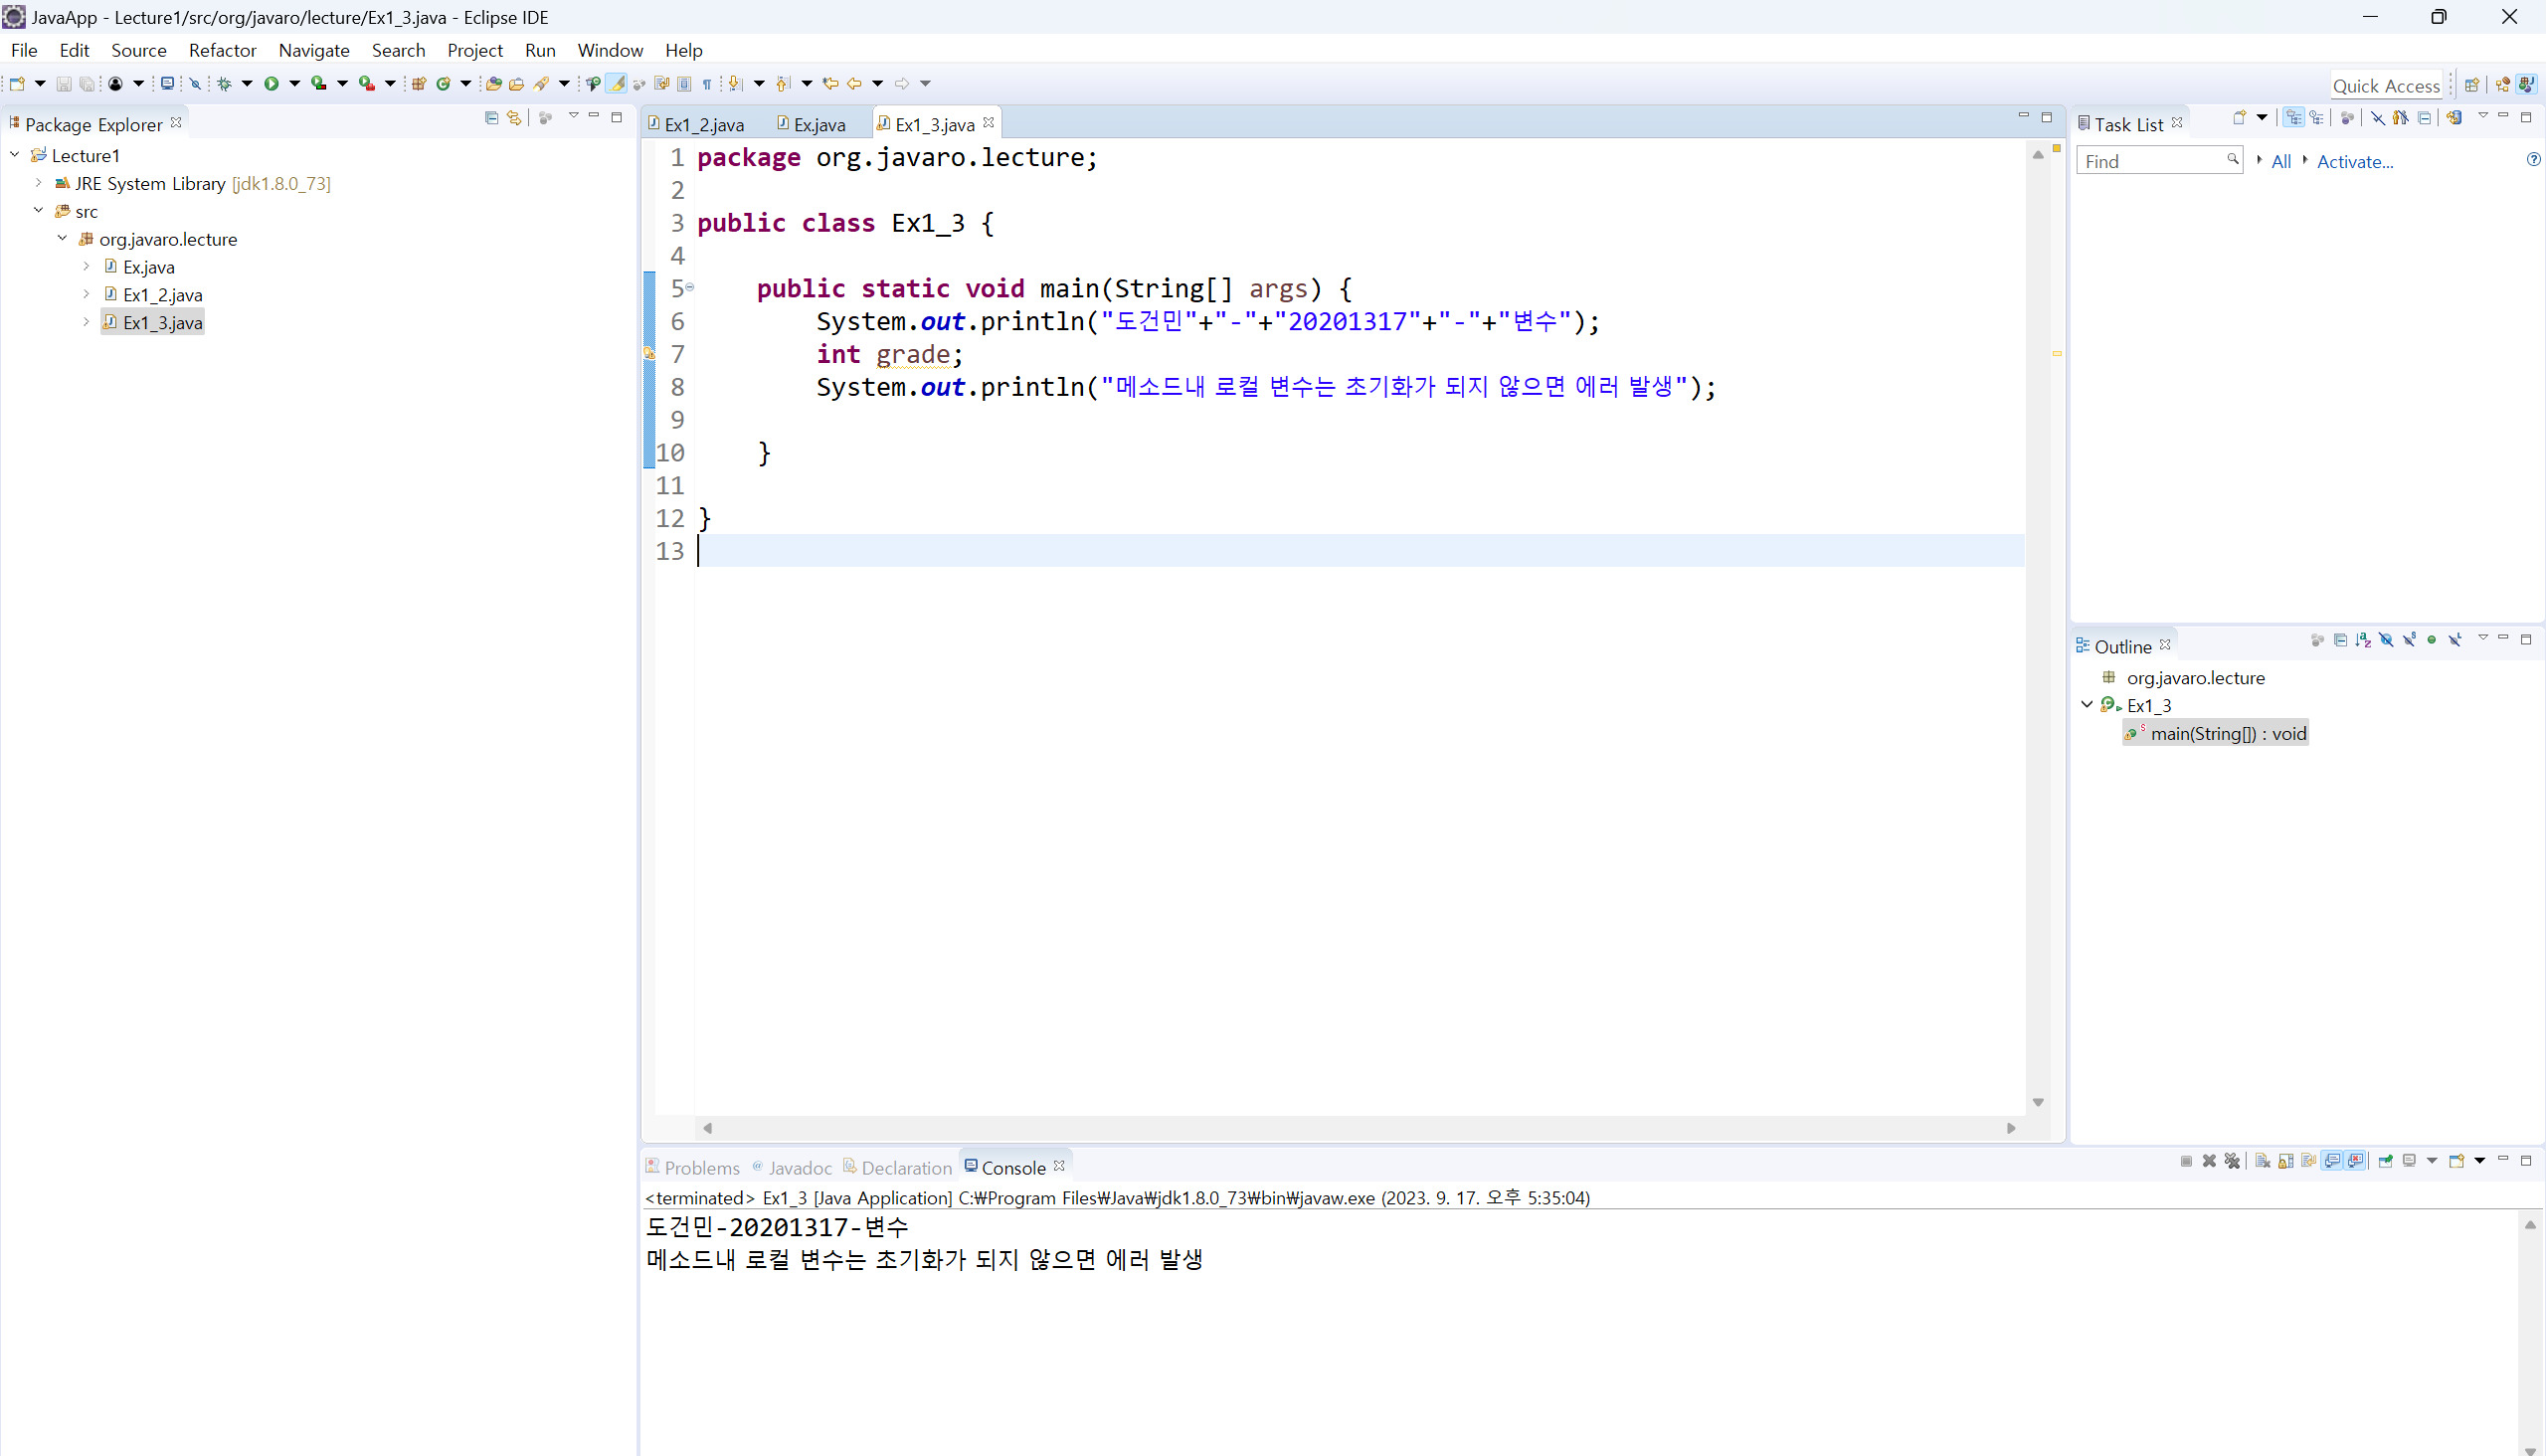 JavaApp - Lecture1/src/org/javaro/lecture/Ex1_3.java - Eclipse IDE
File Edit Source Refactor Navigate Search Project Run Window Help
Quick Access
Package Explorer
Lecture1
JRE System Library [jdk1.8.0_73]
src
org.javaro.lecture
Ex.java
Ex1_2.java
Ex1_3.java
Ex1_2.java Ex.java Ex1_3.java
1 package org.javaro.lecture;
2
3 public class Ex1_3 {
4
5 public static void main(String[] args) {
6 System.out.println("도건민"+"-"+"20201317"+"-"+"변수");
7 int grade;
8 System.out.println("메소드내 로컬 변수는 초기화가 되지 않으면 에러 발생");
9
10 }
11
12 }
13
Task List
Find All Activate...
Outline
org.javaro.lecture
Ex1_3
main(String[]) : void
Problems @ Javadoc Declaration Console
<terminated> Ex1_3 [Java Application] C:₩Program Files₩Java₩jdk1.8.0_73₩bin₩javaw.exe (2023. 9. 17. 오후 5:35:04)
도건민-20201317-변수
메소드내 로컬 변수는 초기화가 되지 않으면 에러 발생